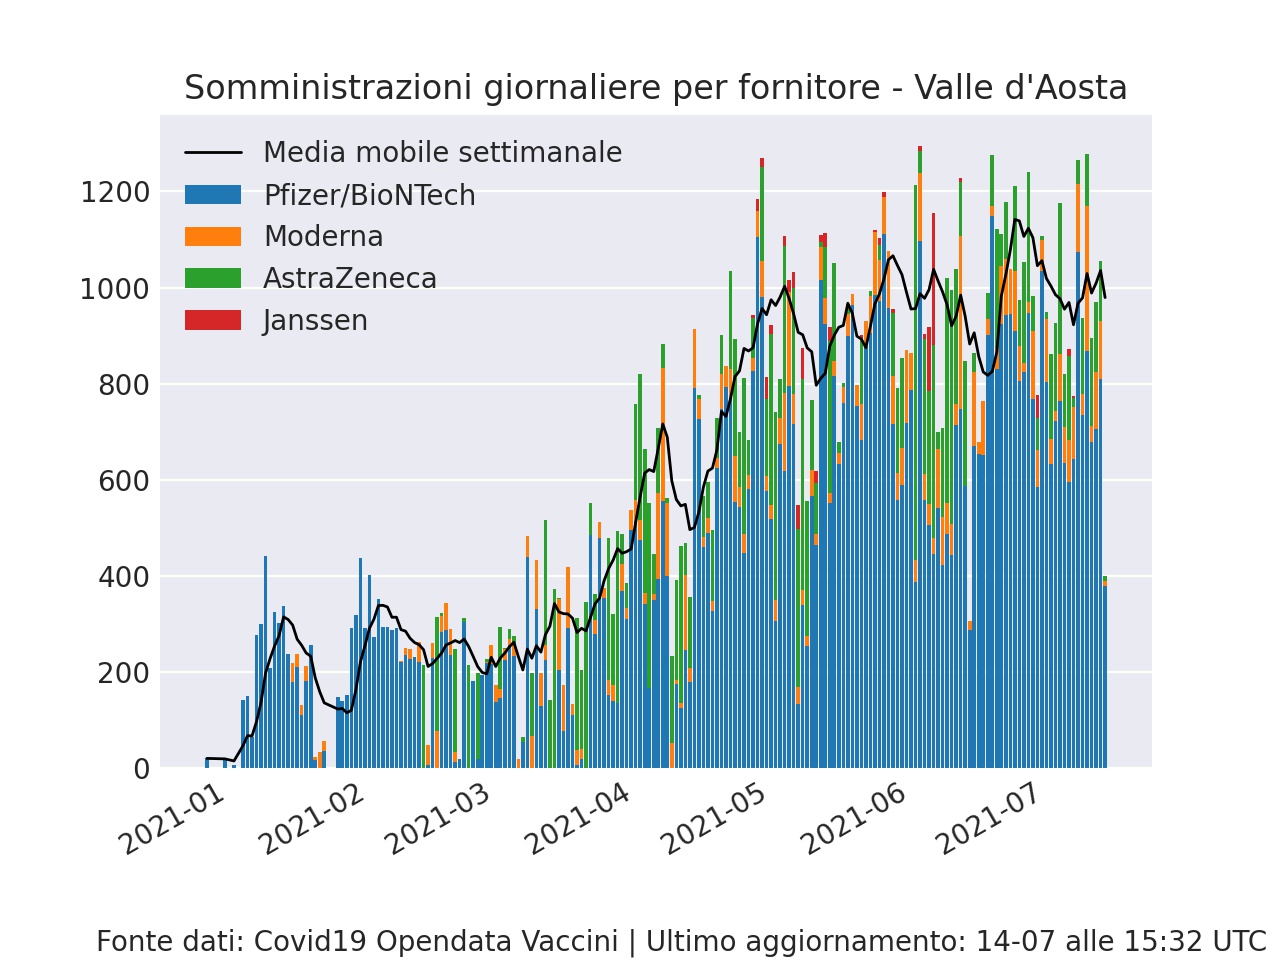 Somministrazioni giornaliere per fornitore - Valle d'Aosta
Media mobile settimanale
Pfizer/BioNTech
Moderna
AstraZeneca
Janssen
1200
1000
800
600
400
200
0
2021-01
2021-02
2021-03
2021-04
2021-05
2021-06
2021-07
Fonte dati: Covid19 Opendata Vaccini | Ultimo aggiornamento: 14-07 alle 15:32 UTC